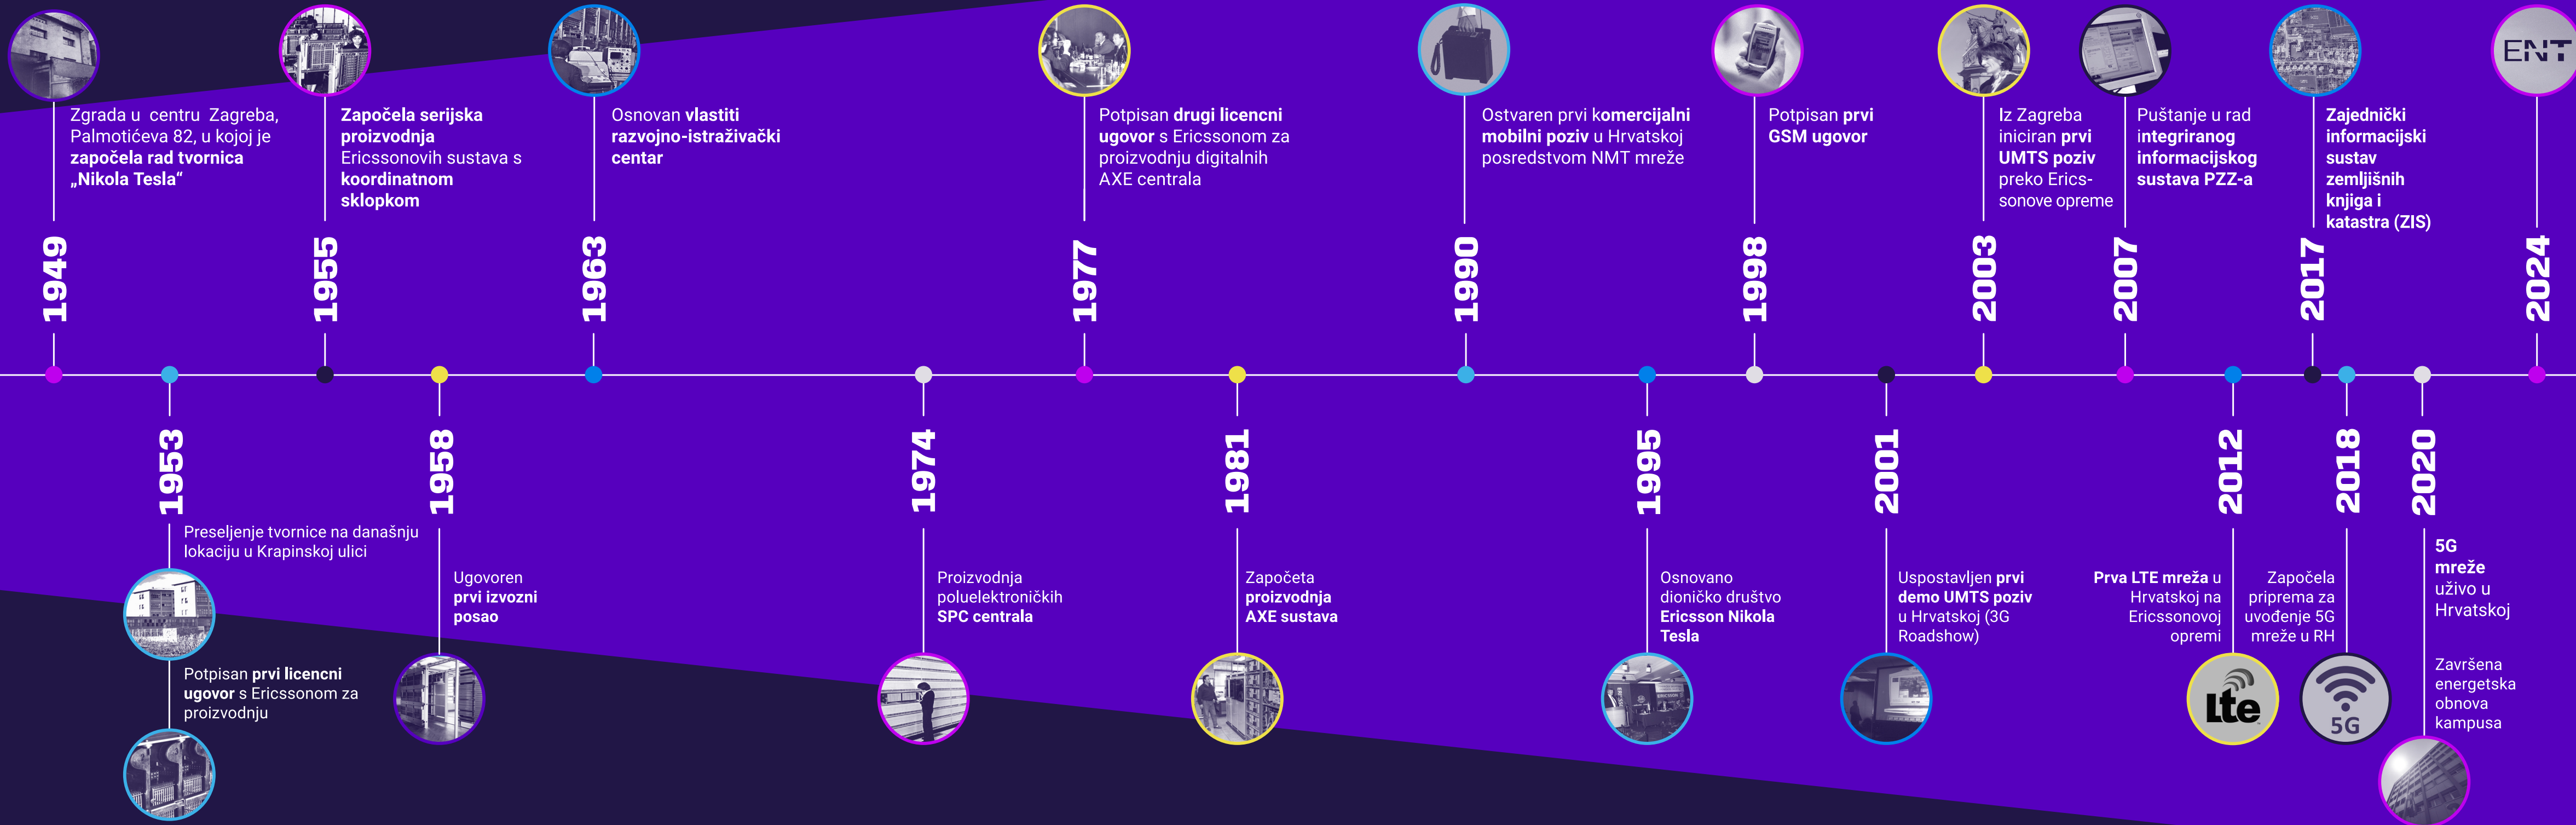 ENT
Zgrada u centru Zagreba,
Palmotićeva 82, u kojoj je
započela rad tvornica
„Nikola Tesla“
1949
Započela serijska
proizvodnja
Ericssonovih sustava s
koordinatnom
sklopkom
1955
Osnovan vlastiti
razvojno-istraživački
centar
1963
Potpisan drugi licencni
ugovor s Ericssonom za
proizvodnju digitalnih
AXE centrala
1977
Ostvaren prvi komercijalni
mobilni poziv u Hrvatskoj
posredstvom NMT mreže
1990
Potpisan prvi
GSM ugovor
1998
Iz Zagreba
iniciran prvi
UMTS poziv
preko Erics-
sonove opreme
2003
Puštanje u rad
integriranog
informacijskog
sustava PZZ-a
2007
Zajednički
informacijski
sustav
zemljišnih
knjiga i
katastra (ZIS)
2017
2024
1953
Preseljenje tvornice na današnju
lokaciju u Krapinskoj ulici
Potpisan prvi licencni
ugovor s Ericssonom za
proizvodnju
1958
Ugovoren
prvi izvozni
posao
1974
Proizvodnja
poluelektroničkih
SPC centrala
1981
Započeta
proizvodnja
AXE sustava
1995
Osnovano
dioničko društvo
Ericsson Nikola
Tesla
2001
Uspostavljen prvi
demo UMTS poziv
u Hrvatskoj (3G
Roadshow)
2012
Prva LTE mreža u
Hrvatskoj na
Ericssonovoj
opremi
Lte
2018
Započela
priprema za
uvođenje 5G
mreže u RH
5G
2020
5G
mreže
uživo u
Hrvatskoj
Završena
energetska
obnova
kampusa